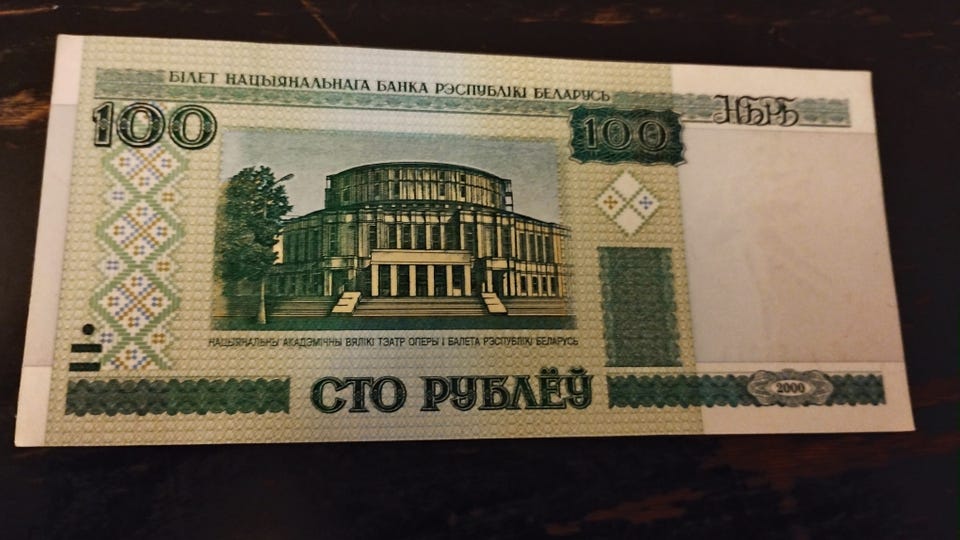 БІЛЕТ НАЦЫЯНАЛЬНАГА БАНКА РЭСПУБЛІКІ БЕЛАРУСЬ
НБРБ
100
100
НАЦЫЯНАЛЬНЫ АКАДЭМІЧНЫ ВЯЛІКІ ТЭАТР ОПЕРЫ І БАЛЕТА РЭСПУБЛІКІ БЕЛАРУСЬ
СТО РУБЛЁЎ
2000